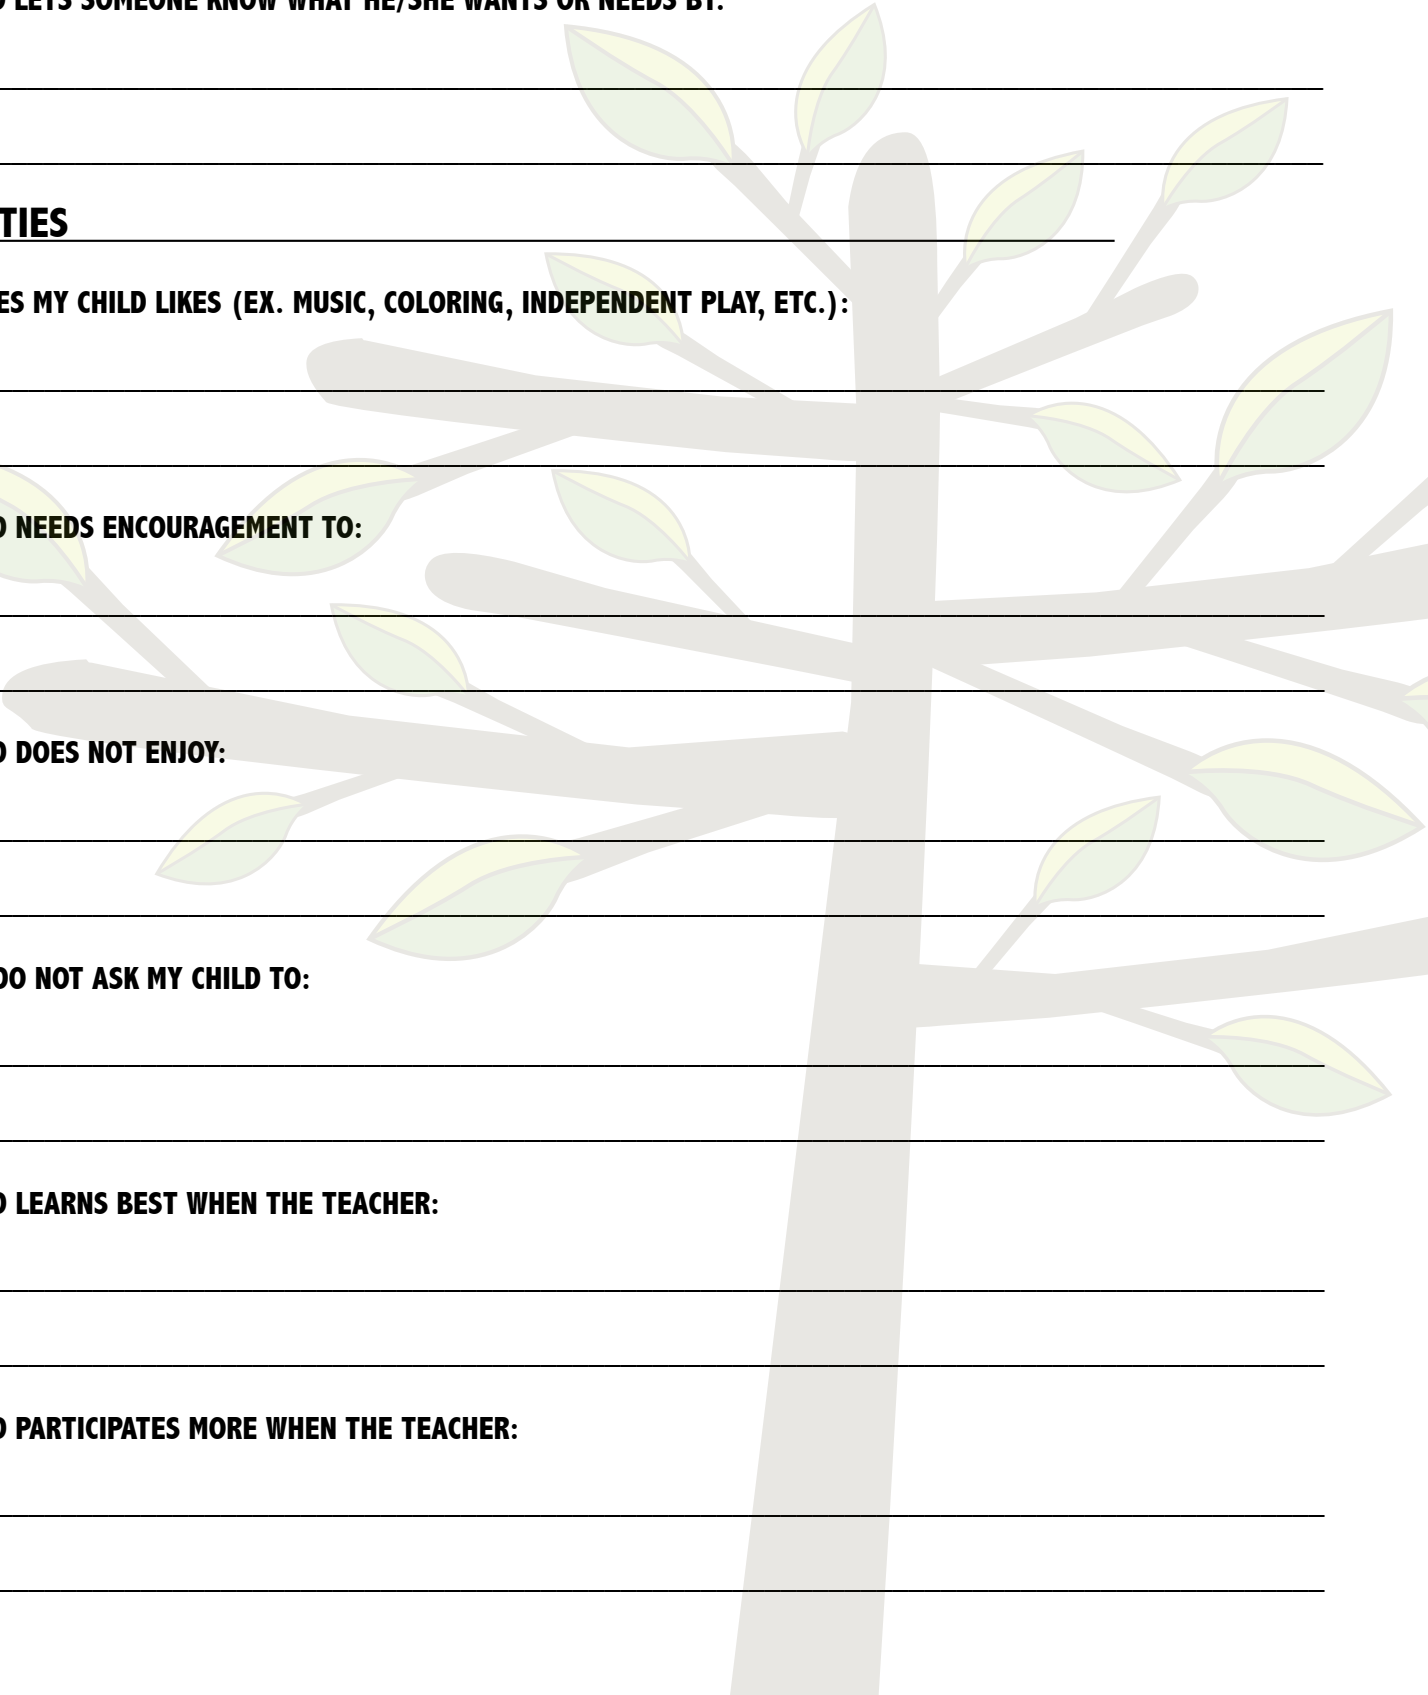 LETS SOMEONE KNOW WHAT HE/SHE WANTS OR NEEDS BY:
TIES
ES MY CHILD LIKES (EX. MUSIC, COLORING, INDEPENDENT PLAY, ETC.):
D NEEDS ENCOURAGEMENT TO:
D DOES NOT ENJOY:
DO NOT ASK MY CHILD TO:
D LEARNS BEST WHEN THE TEACHER:
D PARTICIPATES MORE WHEN THE TEACHER: